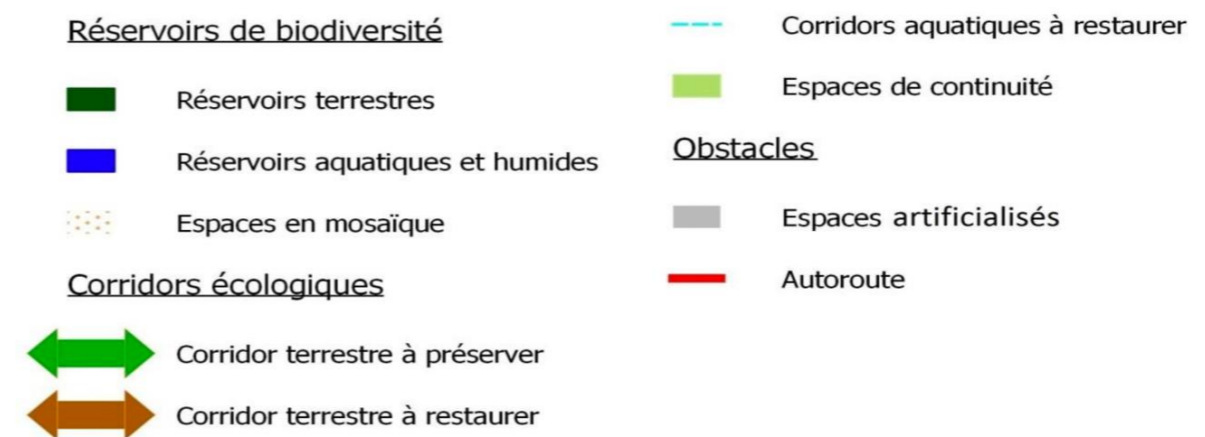 Réservoirs de biodiversité
Réservoirs terrestres
Réservoirs aquatiques et humides
Espaces en mosaïque
Corridors écologiques
Corridor terrestre à préserver
Corridor terrestre à restaurer
Corridors aquatiques à restaurer
Espaces de continuité
Obstacles
Espaces artificialisés
Autoroute